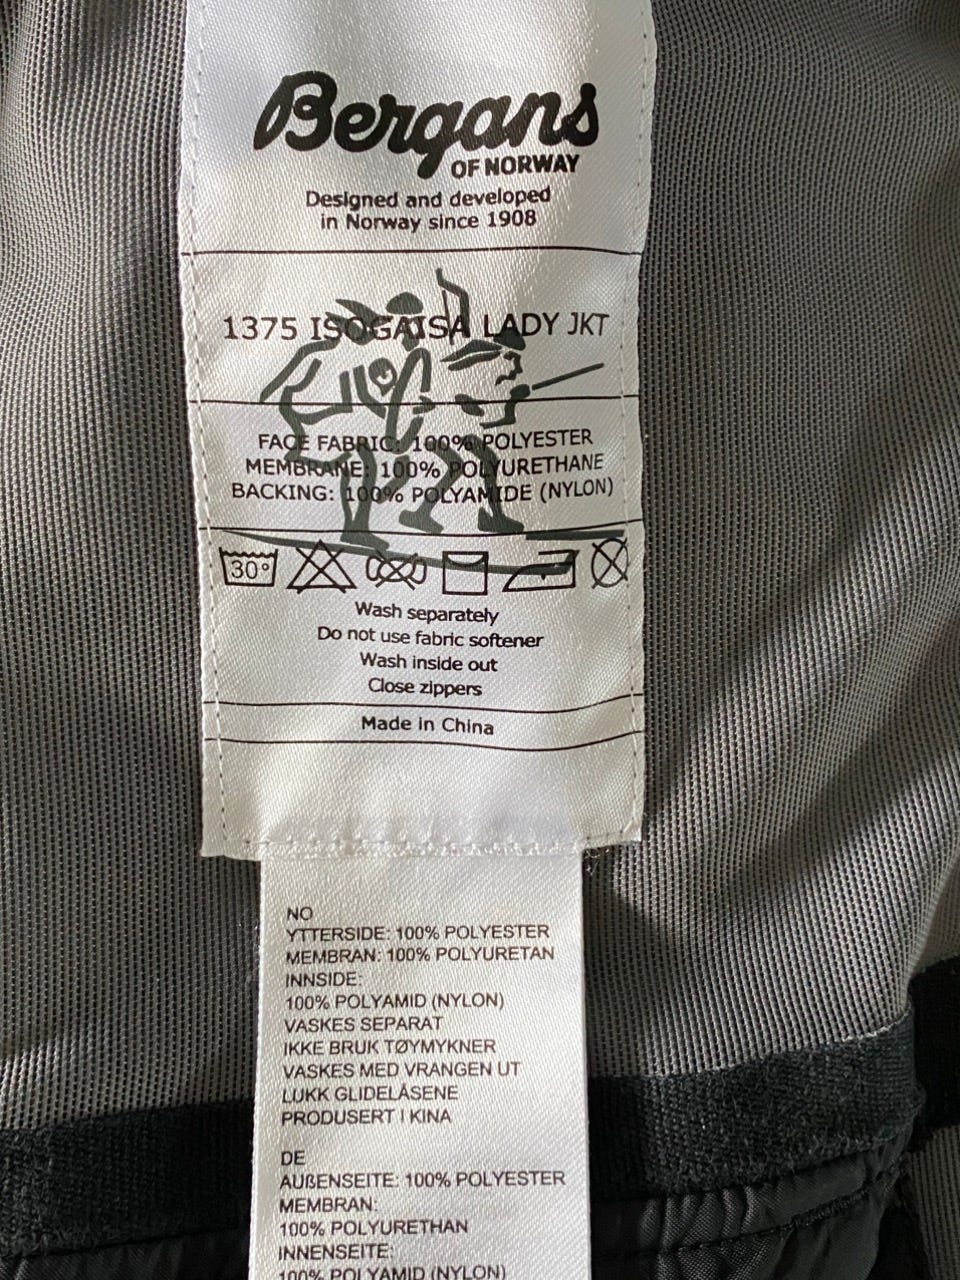 Bergans
OF NORWAY
Designed and developed
in Norway since 1908
1375 ISOGAISA LADY JKT
FACE FABRIC: 100% POLYESTER
MEMBRANE: 100% POLYURETHANE
BACKING: 100% POLYAMIDE (NYLON)
30°
Wash separately
Do not use fabric softener
Wash inside out
Close zippers
Made in China
NO
YTTERSIDE: 100% POLYESTER
MEMBRAN: 100% POLYURETAN
INNSIDE:
100% POLYAMID (NYLON)
VASKES SEPARAT
IKKE BRUK TØYMYKNER
VASKES MED VRANGEN UT
LUKK GLIDELÅSENE
PRODUSERT I KINA
DE
AUßENSEITE: 100% POLYESTER
MEMBRAN:
100% POLYURETHAN
INNENSEITE:
100% POLYAMID (NYLON)